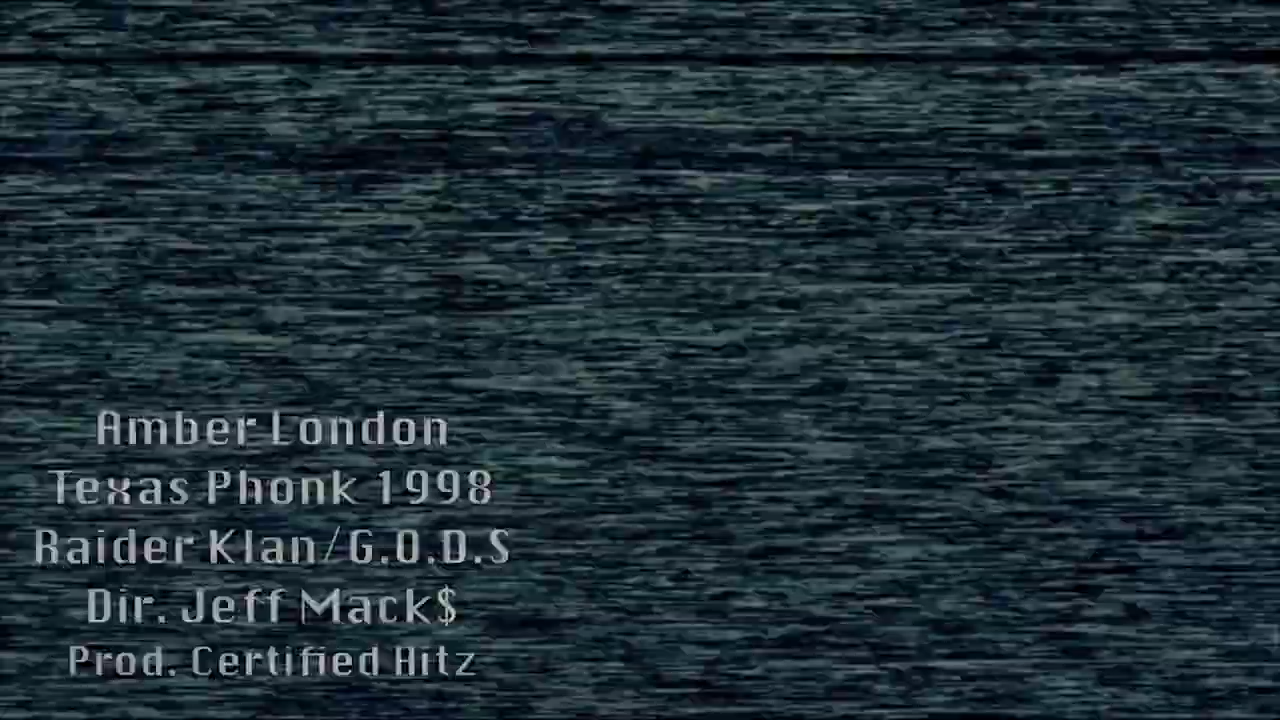 Amber London
Texas Phonk 1998
Raider Klan/G.O.D.S
Dir. Jeff Mack$
Prod. Certified Hitz